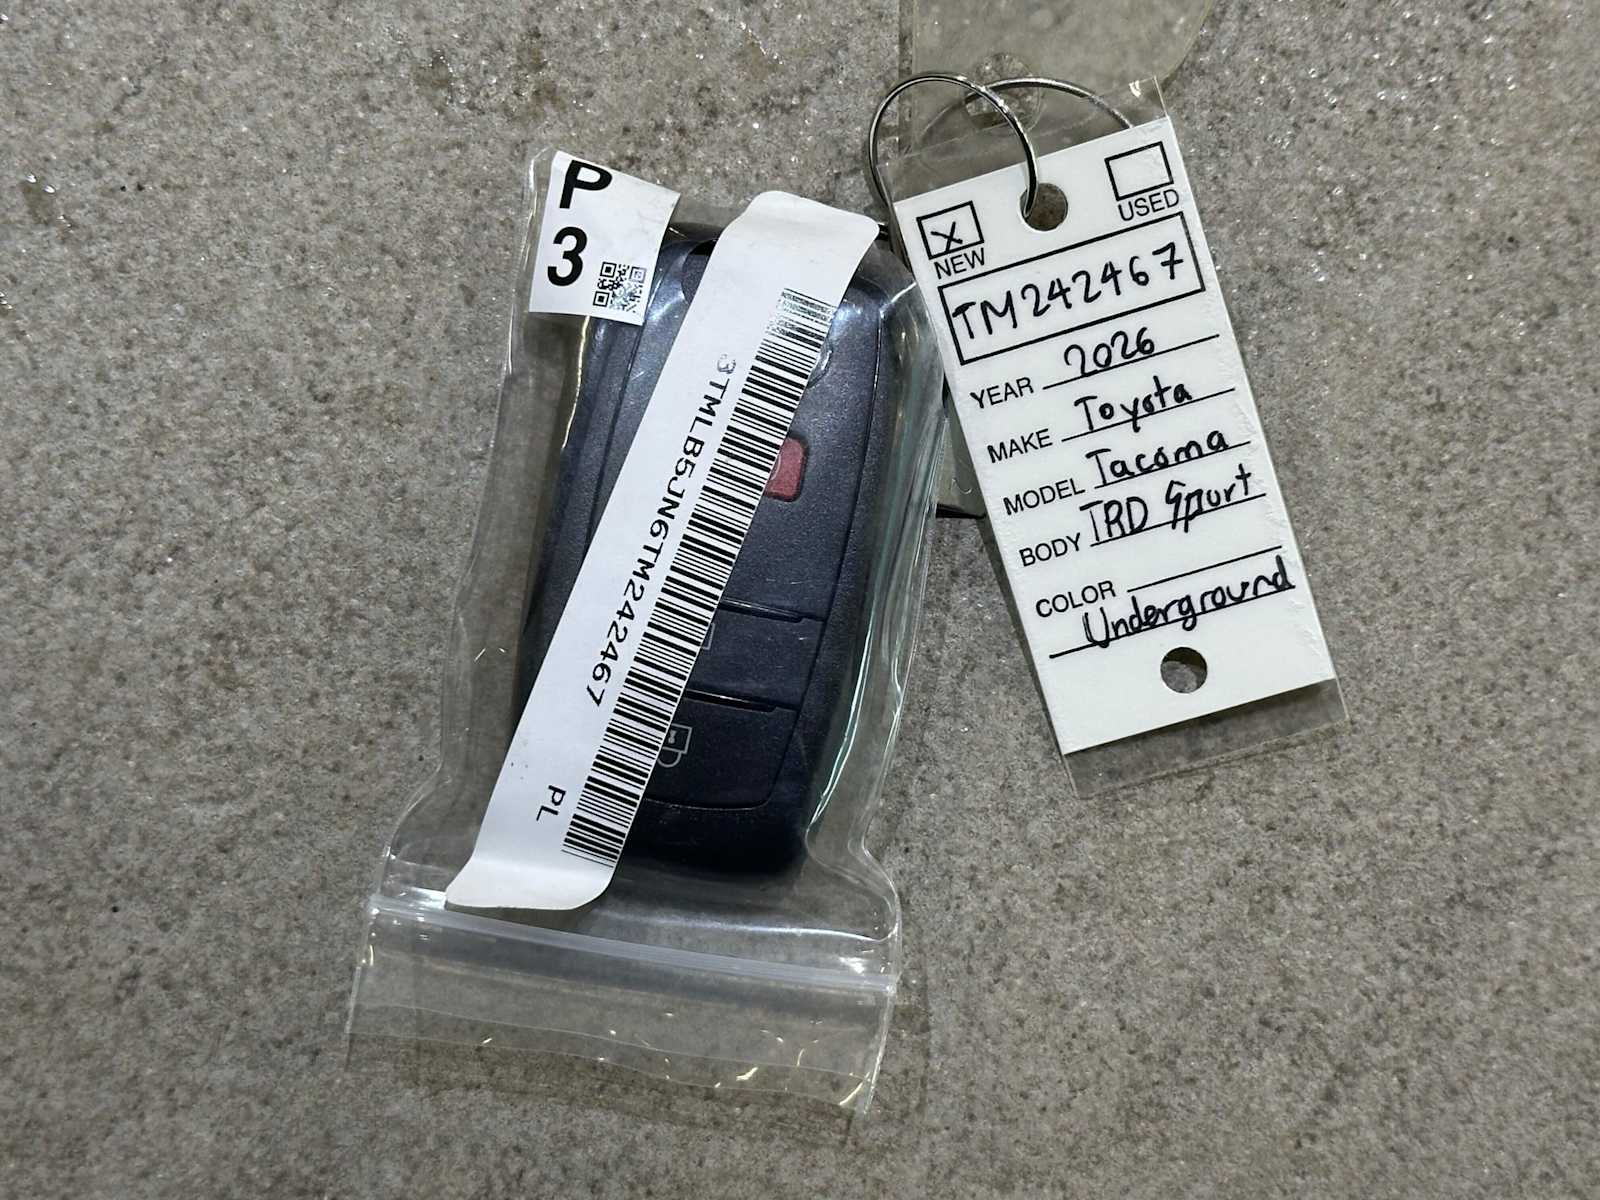 P
3
3TMLB5JN6TM242467
PL
X
NEW
USED
TM242467
YEAR 2026
MAKE Toyota
MODEL Tacoma
BODY TRD Sport
COLOR
Underground